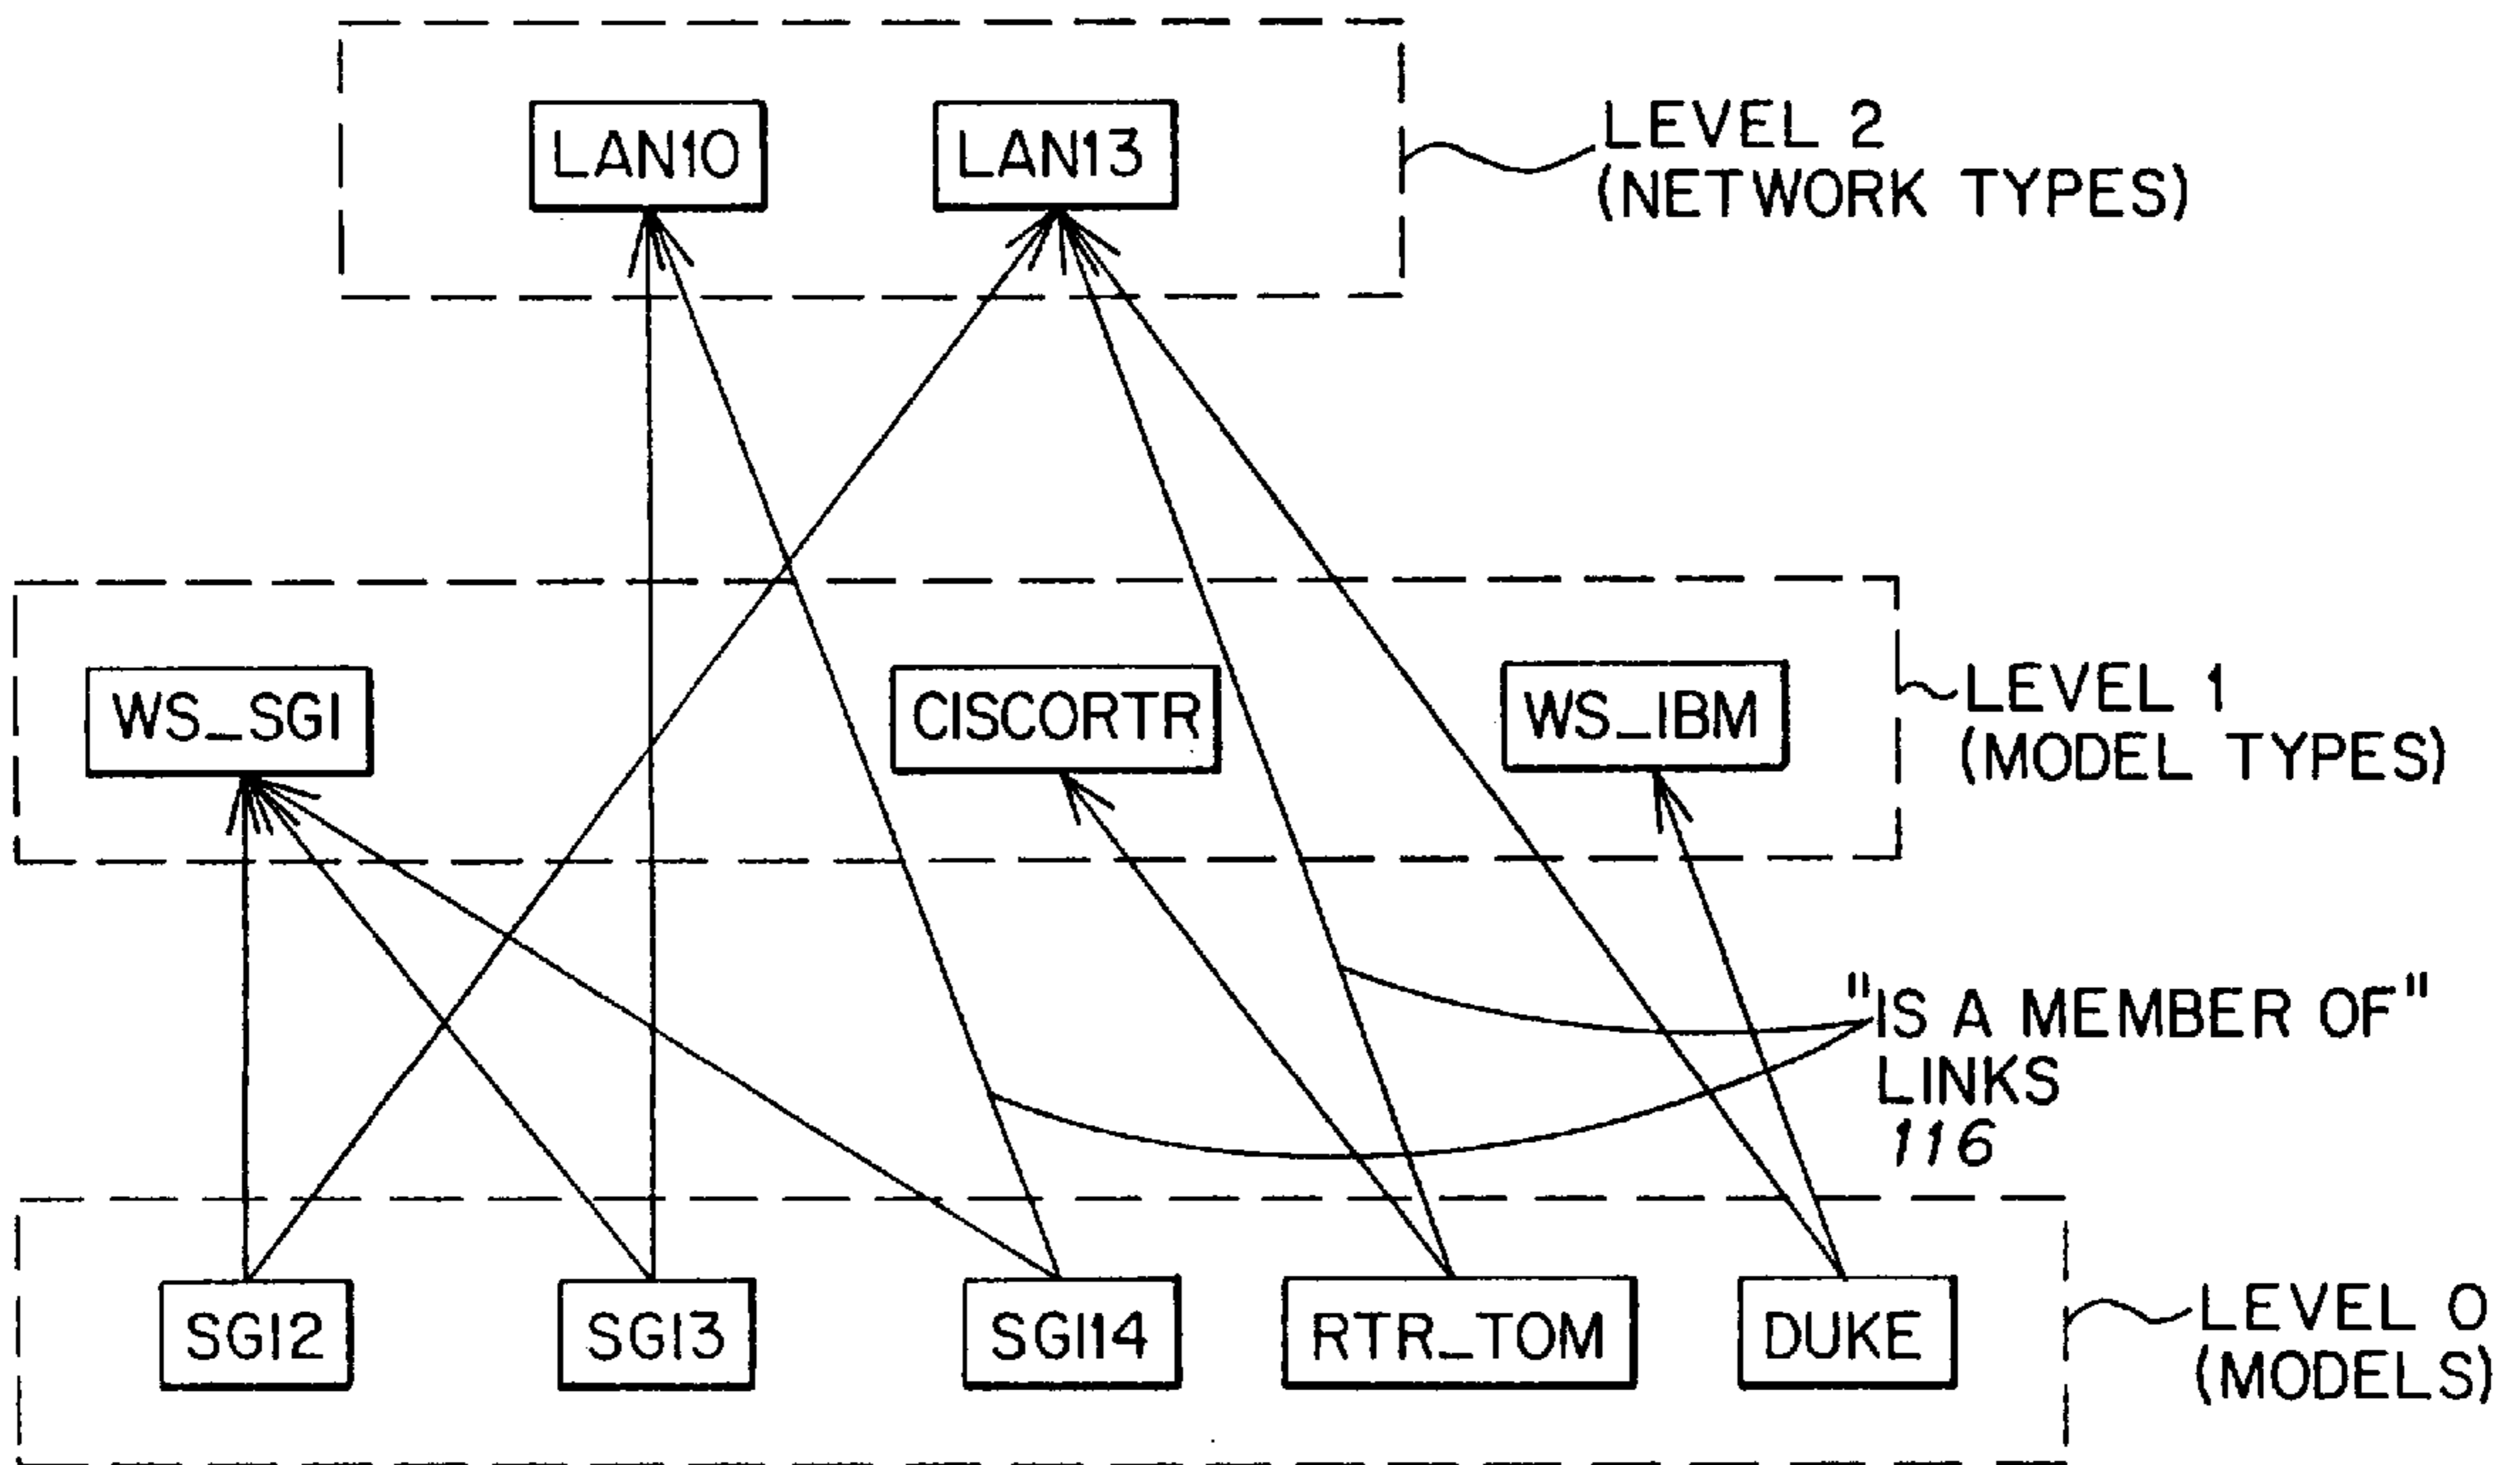 LAN10
LAN13
LEVEL 2
(NETWORK TYPES)
WS_SGI
CISCORTR
WS_IBM
LEVEL 1
(MODEL TYPES)
"IS A MEMBER OF"
LINKS
116
SGI2
SGI3
SGI14
RTR_TOM
DUKE
LEVEL 0
(MODELS)